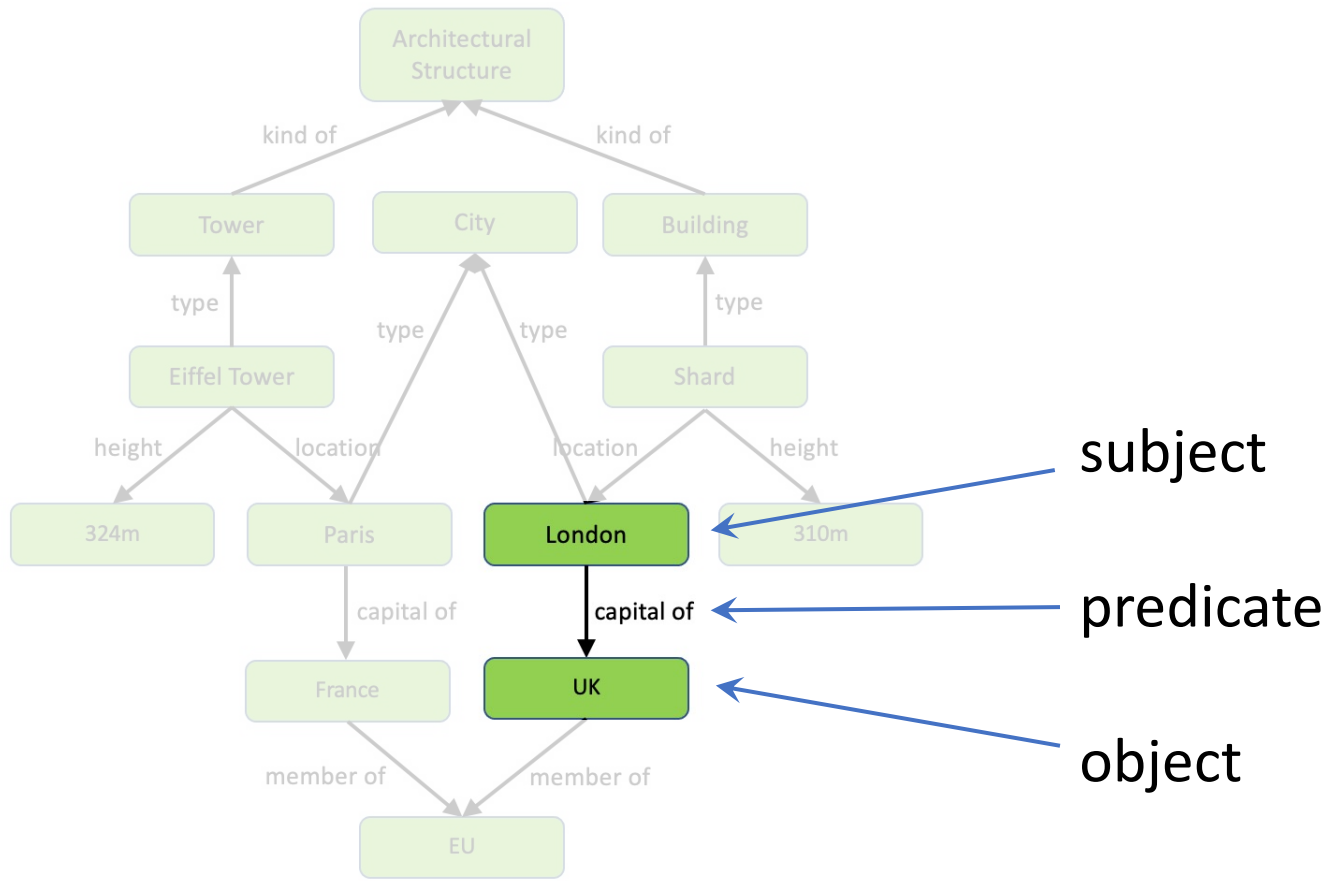 Architectural
Structure
kind of
kind of
Tower
City
Building
type
type
type
type
Eiffel Tower
Shard
height
location
location
height
subject
324m
Paris
London
310m
capital of
capital of
predicate
France
UK
object
member of
member of
EU